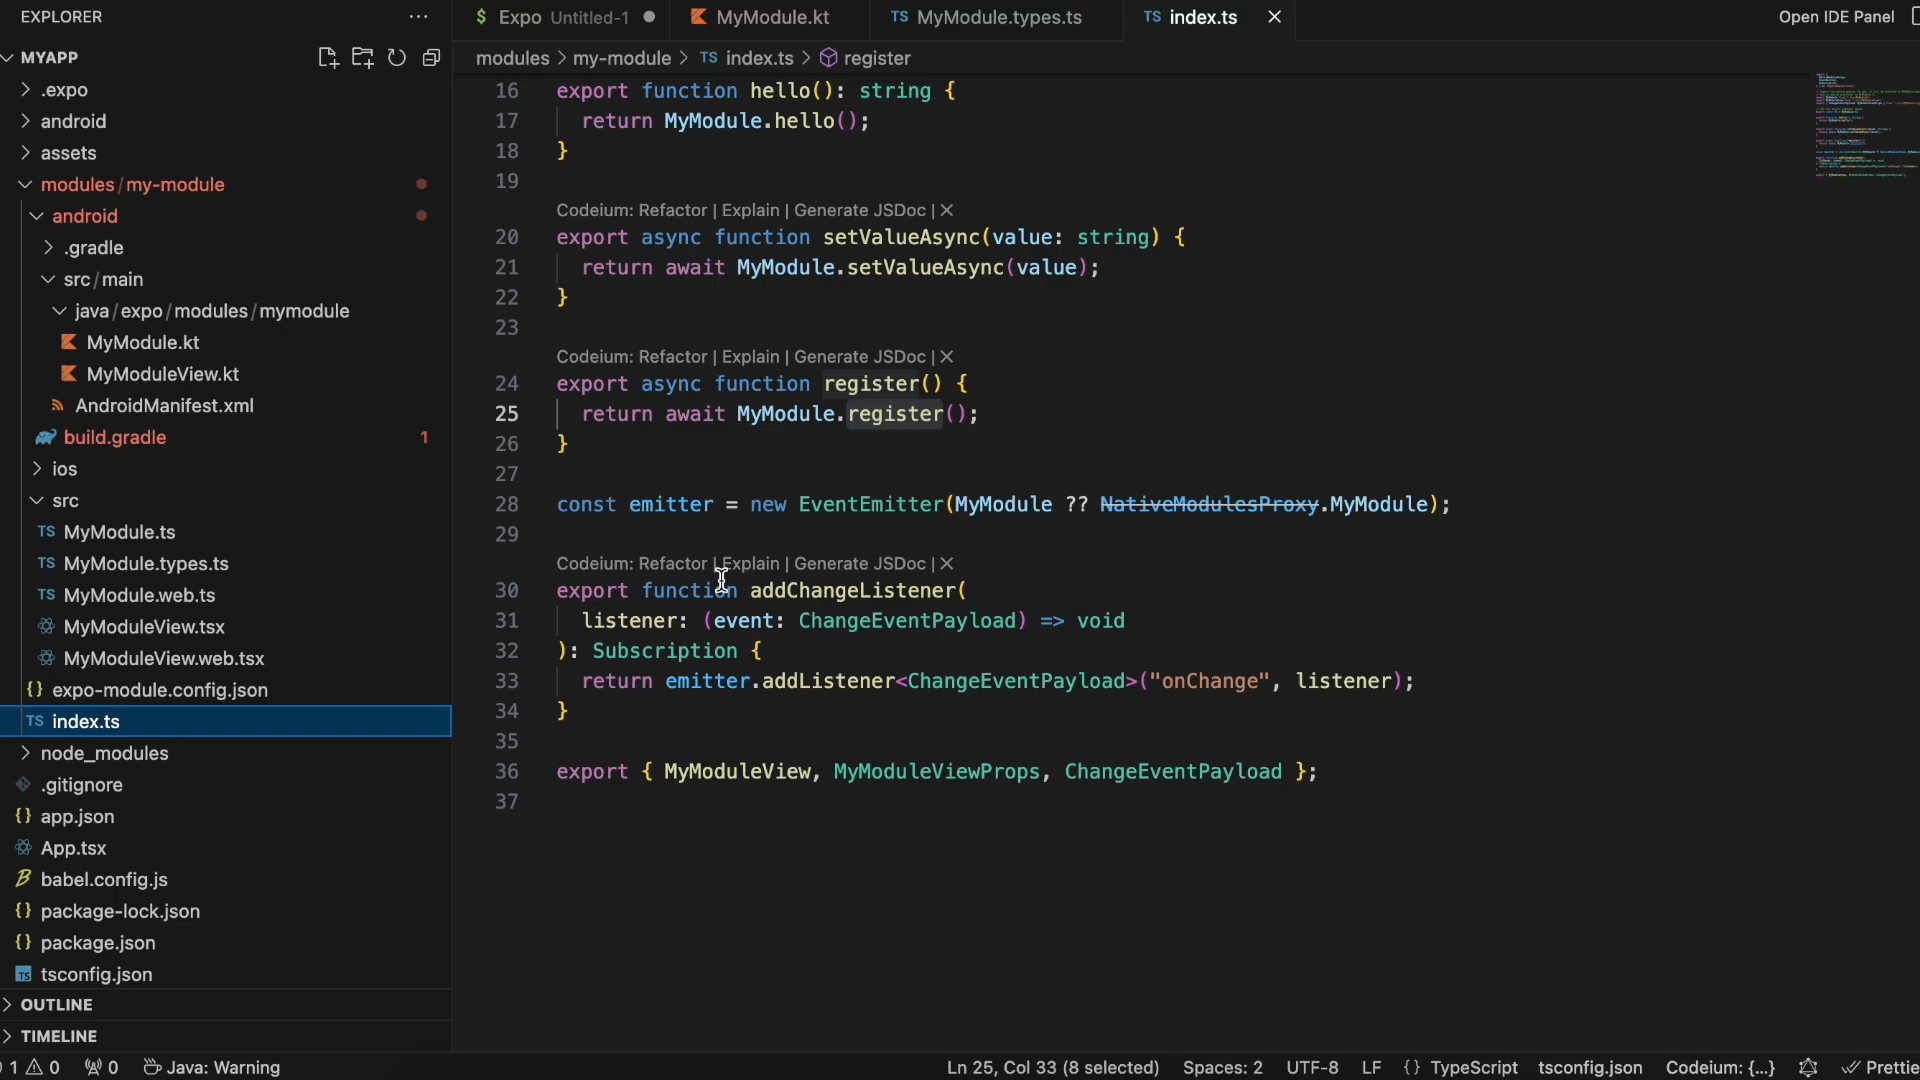 EXPLORER
$ Expo Untitled-1
MyModule.kt
TS MyModule.types.ts
TS index.ts
Open IDE Panel
MYAPP
modules > my-module > TS index.ts > register
.expo
android
assets
modules / my-module
android
.gradle
src / main
java / expo / modules / mymodule
MyModule.kt
MyModuleView.kt
AndroidManifest.xml
build.gradle 1
ios
src
TS MyModule.ts
TS MyModule.types.ts
TS MyModule.web.ts
MyModuleView.tsx
MyModuleView.web.tsx
{} expo-module.config.json
TS index.ts
node_modules
.gitignore
{} app.json
App.tsx
babel.config.js
{} package-lock.json
{} package.json
TS tsconfig.json
OUTLINE
TIMELINE
16 export function hello(): string {
17 return MyModule.hello();
18 }
19
Codeium: Refactor | Explain | Generate JSDoc | ✕
20 export async function setValueAsync(value: string) {
21 return await MyModule.setValueAsync(value);
22 }
23
Codeium: Refactor | Explain | Generate JSDoc | ✕
24 export async function register() {
25 return await MyModule.register();
26 }
27
28 const emitter = new EventEmitter(MyModule ?? NativeModulesProxy.MyModule);
29
Codeium: Refactor | Explain | Generate JSDoc | ✕
30 export function addChangeListener(
31 listener: (event: ChangeEventPayload) => void
32 ): Subscription {
33 return emitter.addListener<ChangeEventPayload>("onChange", listener);
34 }
35
36 export { MyModuleView, MyModuleViewProps, ChangeEventPayload };
37
1 0 0 Java: Warning
Ln 25, Col 33 (8 selected) Spaces: 2 UTF-8 LF {} TypeScript tsconfig.json Codeium: {...} Prettie